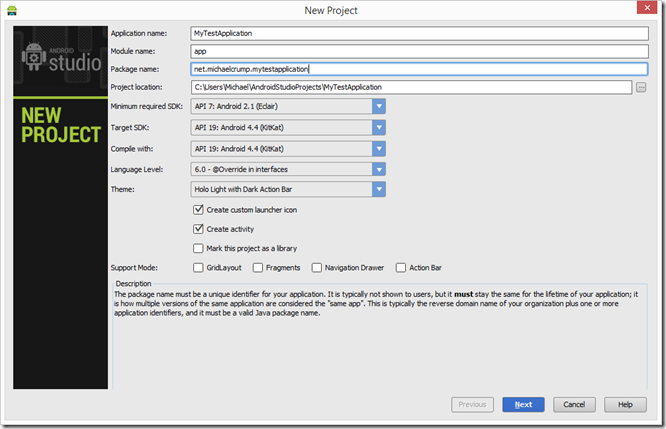 New Project
ANDROID
studio
NEW
PROJECT
Application name: MyTestApplication
Module name: app
Package name: net.michaelcrump.mytestapplication
Project location: C:\Users\Michael\AndroidStudioProjects\MyTestApplication ...
Minimum required SDK: API 7: Android 2.1 (Eclair)
Target SDK: API 19: Android 4.4 (KitKat)
Compile with: API 19: Android 4.4 (KitKat)
Language Level: 6.0 - @Override in interfaces
Theme: Holo Light with Dark Action Bar
Create custom launcher icon
Create activity
Mark this project as a library
Support Mode: GridLayout Fragments Navigation Drawer Action Bar
Description
The package name must be a unique identifier for your application. It is typically not shown to users, but it must stay the same for the lifetime of your application; it
is how multiple versions of the same application are considered the "same app". This is typically the reverse domain name of your organization plus one or more
application identifiers, and it must be a valid Java package name.
Previous Next Cancel Help